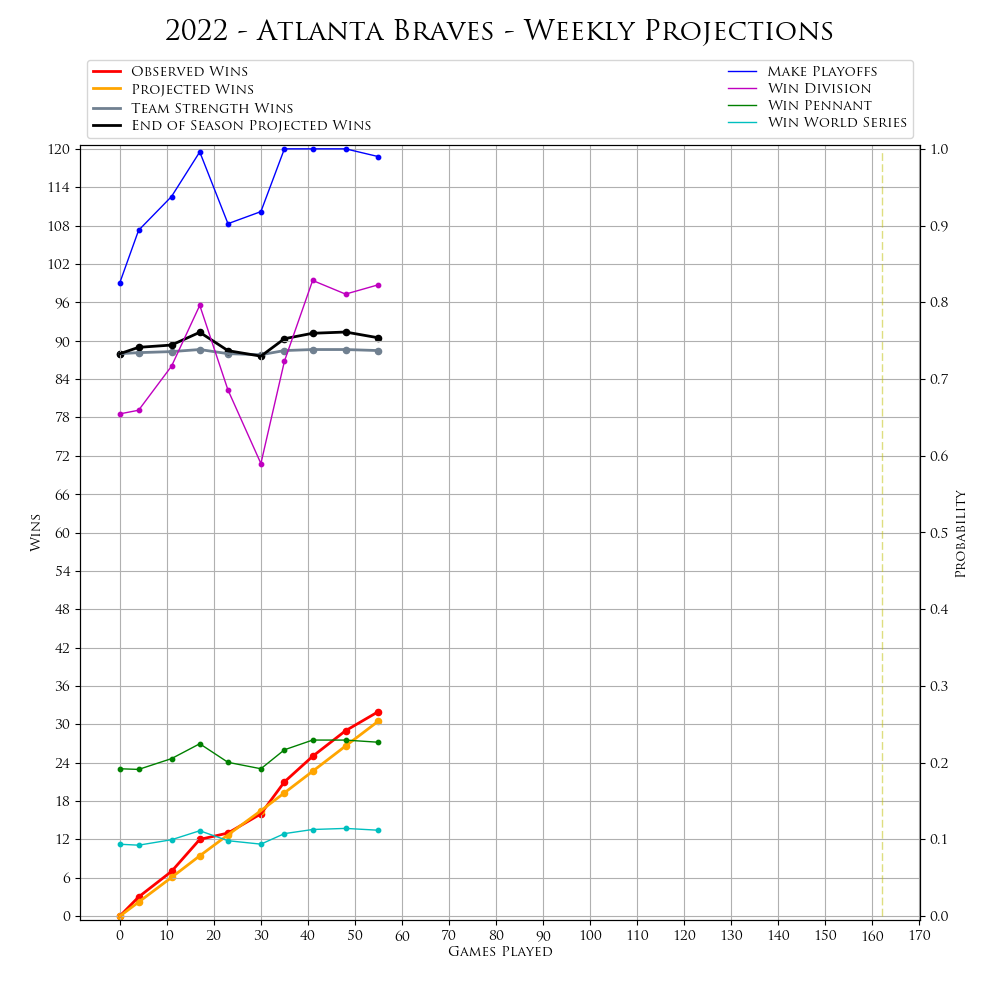 2022 - Atlanta Braves - Weekly Projections
Observed Wins
Projected Wins
Team Strength Wins
End of Season Projected Wins
Make Playoffs
Win Division
Win Pennant
Win World Series
120
114
108
102
96
90
84
78
72
66
60
54
48
42
36
30
24
18
12
6
0
Wins
1.0
0.9
0.8
0.7
0.6
0.5
0.4
0.3
0.2
0.1
0.0
Probability
0 10 20 30 40 50 60 70 80 90 100 110 120 130 140 150 160 170
Games Played